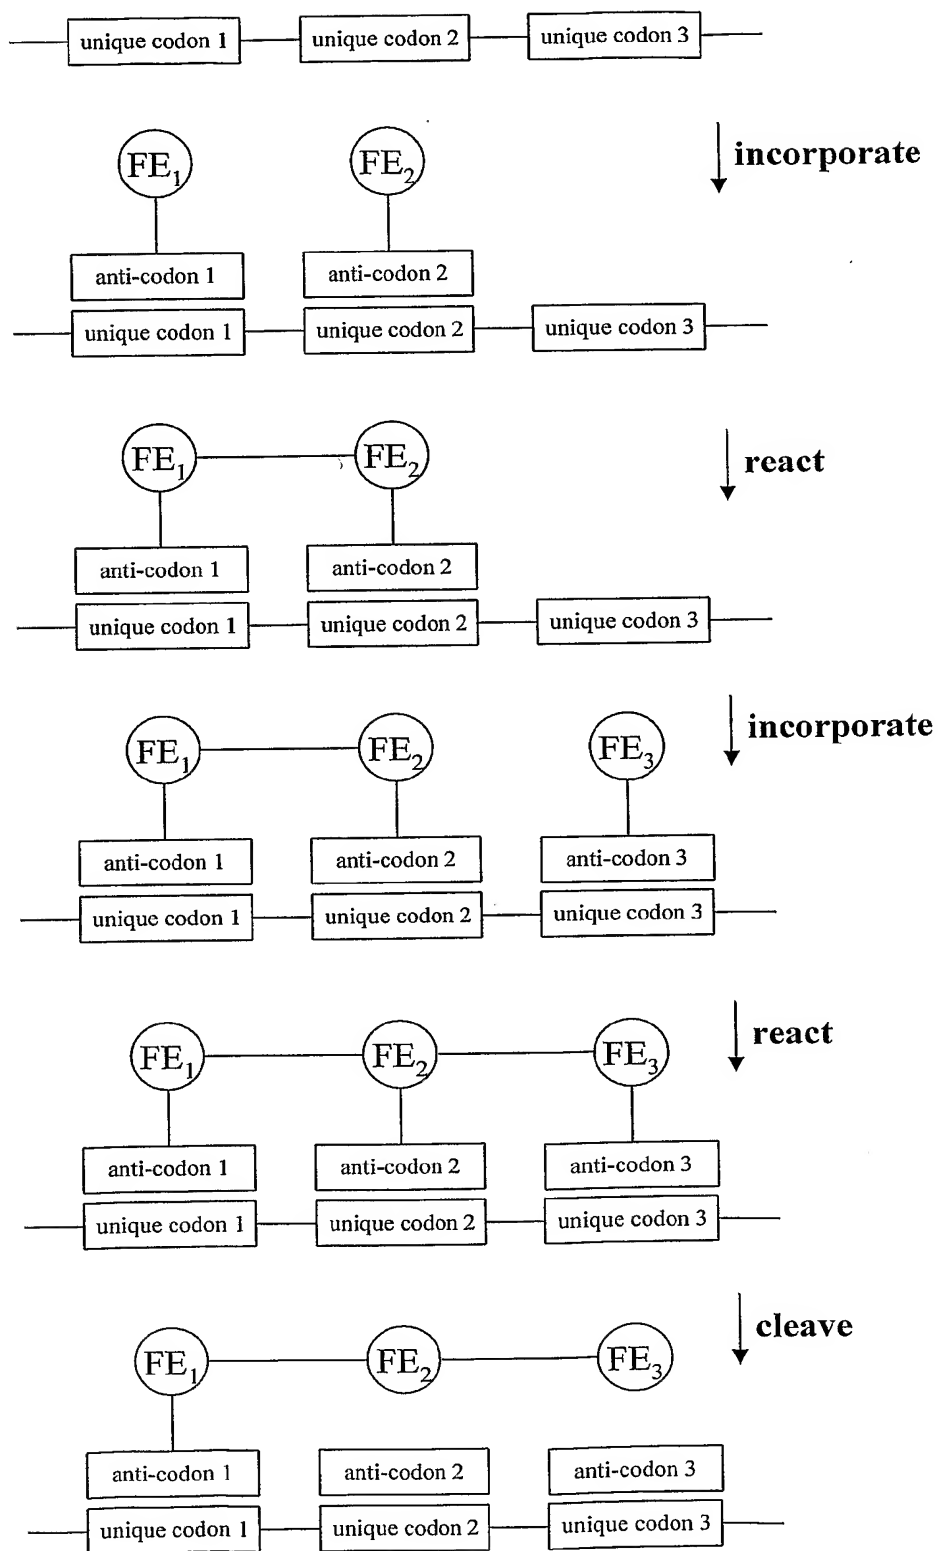 unique codon 1 unique codon 2 unique codon 3
incorporate
FE₁ FE₂
anti-codon 1 anti-codon 2
unique codon 1 unique codon 2 unique codon 3
react
FE₁ FE₂
anti-codon 1 anti-codon 2
unique codon 1 unique codon 2 unique codon 3
incorporate
FE₁ FE₂ FE₃
anti-codon 1 anti-codon 2 anti-codon 3
unique codon 1 unique codon 2 unique codon 3
react
FE₁ FE₂ FE₃
anti-codon 1 anti-codon 2 anti-codon 3
unique codon 1 unique codon 2 unique codon 3
cleave
FE₁ FE₂ FE₃
anti-codon 1 anti-codon 2 anti-codon 3
unique codon 1 unique codon 2 unique codon 3